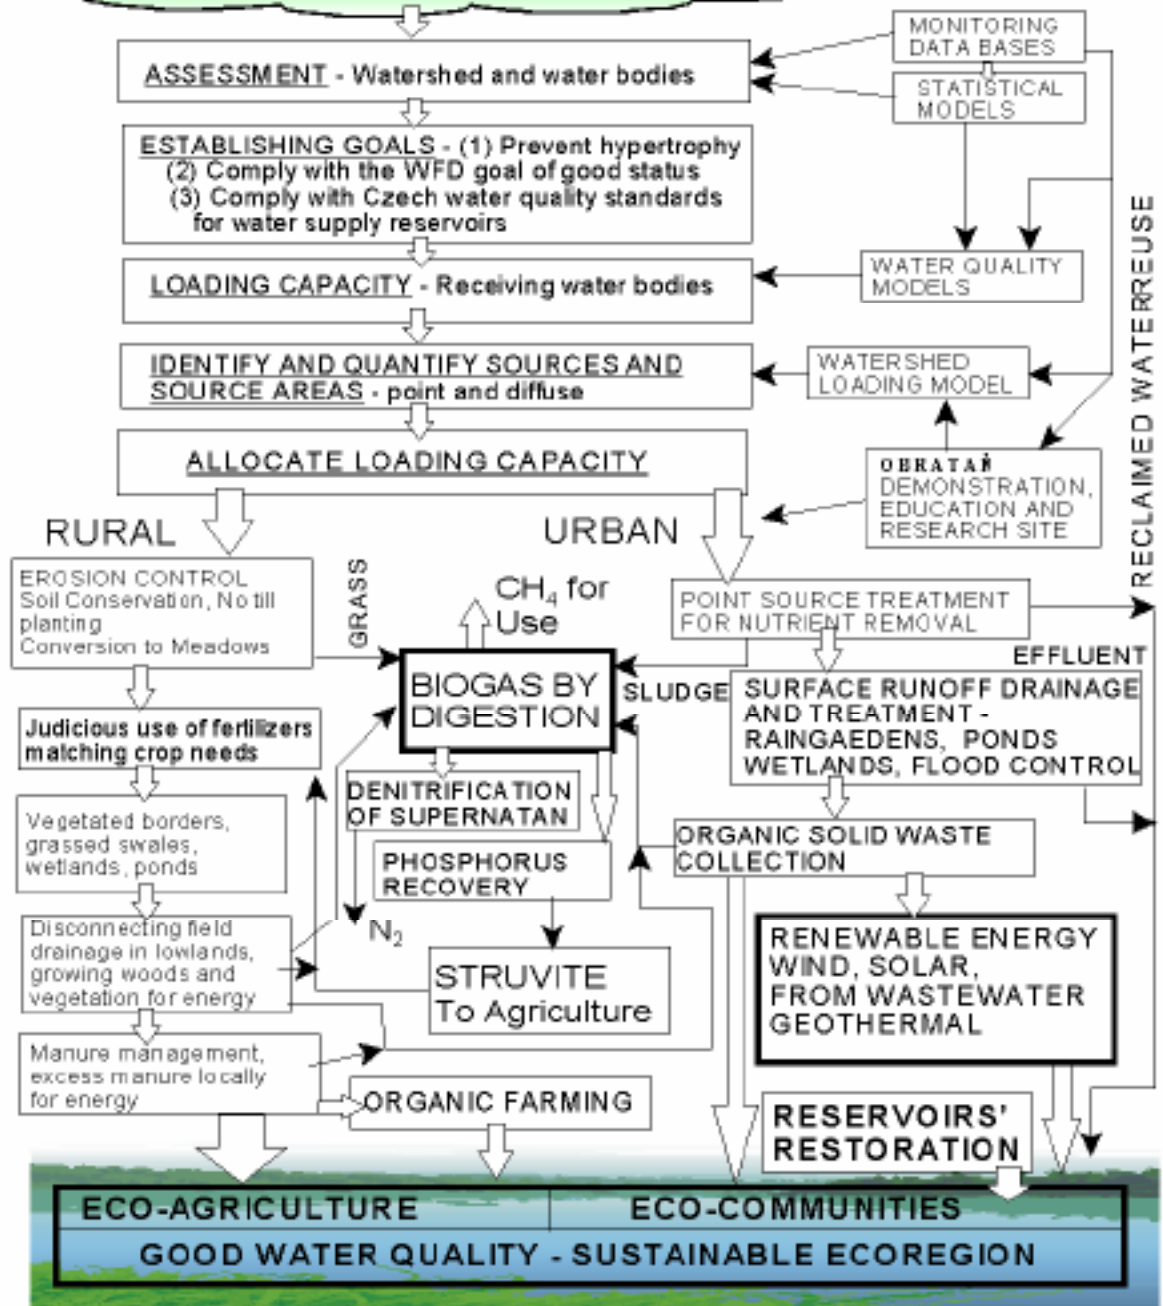 MONITORING
DATA BASES
ASSESSMENT - Watershed and water bodies
STATISTICAL
MODELS
ESTABLISHING GOALS - (1) Prevent hypertrophy
(2) Comply with the WFD goal of good status
(3) Comply with Czech water quality standards
for water supply reservoirs
WATER QUALITY
MODELS
LOADING CAPACITY - Receiving water bodies
IDENTIFY AND QUANTIFY SOURCES AND
SOURCE AREAS - point and diffuse
WATERSHED
LOADING MODEL
ALLOCATE LOADING CAPACITY
OBRATAŇ
DEMONSTRATION,
EDUCATION AND
RESEARCH SITE
RECLAIMED WATERREUSE
RURAL
URBAN
EROSION CONTROL
Soil Conservation, No till
planting
Conversion to Meadows
GRASS
CH₄ for
Use
POINT SOURCE TREATMENT
FOR NUTRIENT REMOVAL
EFFLUENT
BIOGAS BY
DIGESTION
SLUDGE
SURFACE RUNOFF DRAINAGE
AND TREATMENT -
RAINGAEDENS, PONDS
WETLANDS, FLOOD CONTROL
Judicious use of fertilizers
matching crop needs
DENITRIFICATION
OF SUPERNATAN
Vegetated borders,
grassed swales,
wetlands, ponds
PHOSPHORUS
RECOVERY
ORGANIC SOLID WASTE
COLLECTION
Disconnecting field
drainage in lowlands,
growing woods and
vegetation for energy
N₂
STRUVITE
To Agriculture
RENEWABLE ENERGY
WIND, SOLAR,
FROM WASTEWATER
GEOTHERMAL
Manure management,
excess manure locally
for energy
ORGANIC FARMING
RESERVOIRS'
RESTORATION
ECO-AGRICULTURE
ECO-COMMUNITIES
GOOD WATER QUALITY - SUSTAINABLE ECOREGION